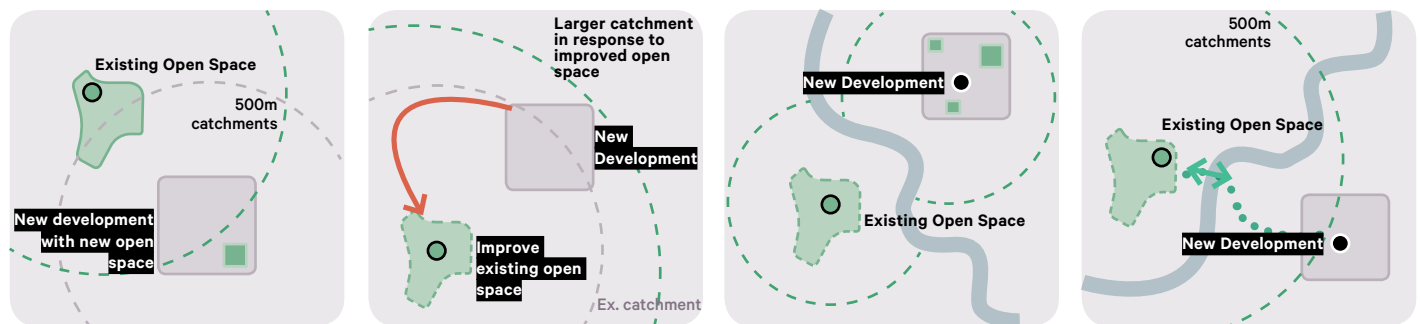 Existing Open Space
500m
catchments
New development
with new open
space
Larger catchment
in response to
improved open
space
New
Development
Improve
existing open
space
Ex. catchment
New Development
Existing Open Space
500m
catchments
Existing Open Space
New Development